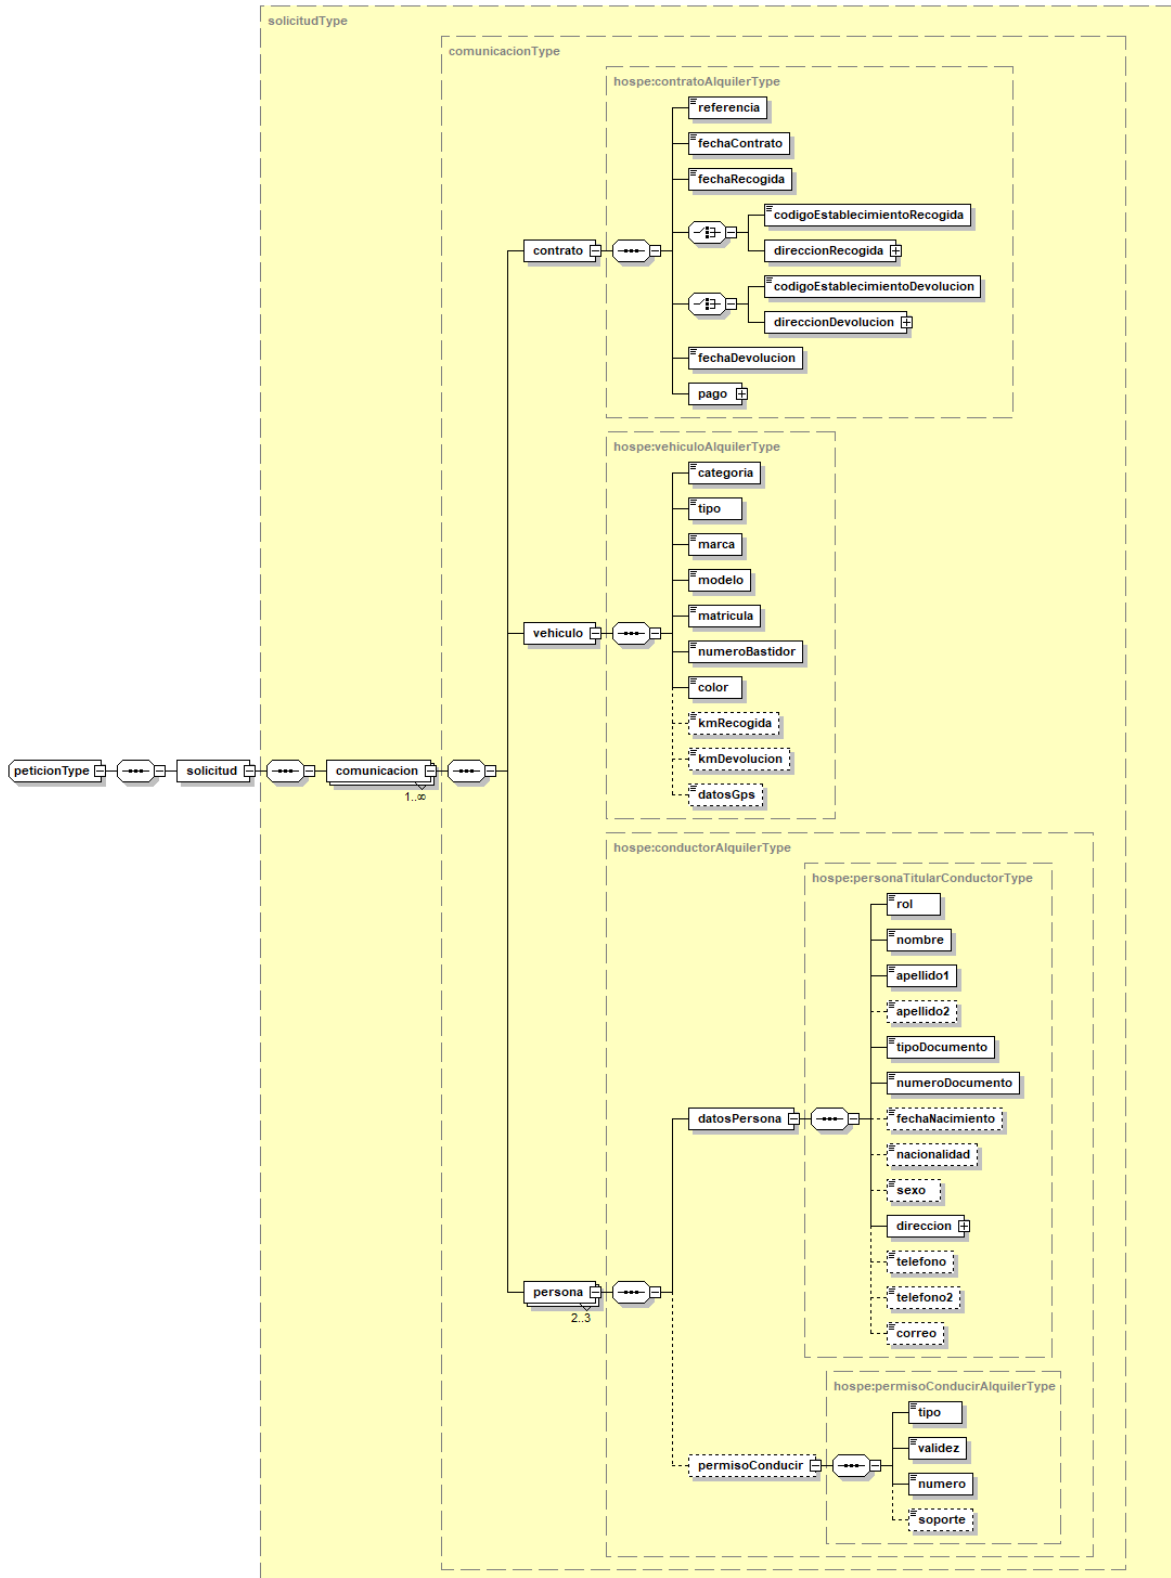 solicitudType
comunicacionType
hospe:contratoAlquilerType
referencia
fechaContrato
fechaRecogida
codigoEstablecimientoRecogida
contrato
direccionRecogida
codigoEstablecimientoDevolucion
direccionDevolucion
fechaDevolucion
pago
hospe:vehiculoAlquilerType
categoria
tipo
marca
modelo
matricula
vehiculo
numeroBastidor
color
kmRecogida
kmDevolucion
peticionType
solicitud
comunicacion
1..∞
datosGps
hospe:conductorAlquilerType
hospe:personaTitularConductorType
rol
nombre
apellido1
apellido2
tipoDocumento
numeroDocumento
datosPersona
fechaNacimiento
nacionalidad
sexo
direccion
telefono
persona
2..3
telefono2
correo
hospe:permisoConducirAlquilerType
tipo
validez
permisoConducir
numero
soporte